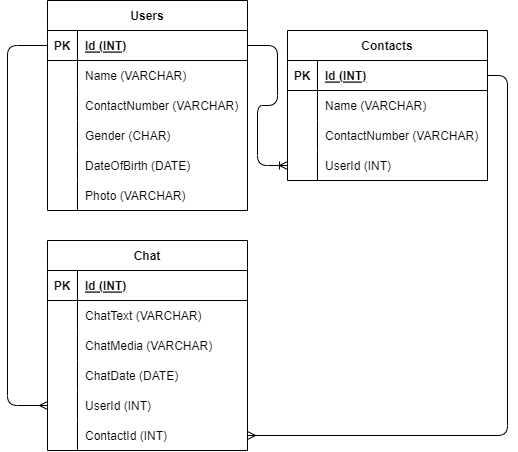 Users
PK Id (INT)
Name (VARCHAR)
ContactNumber (VARCHAR)
Gender (CHAR)
DateOfBirth (DATE)
Photo (VARCHAR)
Contacts
PK Id (INT)
Name (VARCHAR)
ContactNumber (VARCHAR)
UserId (INT)
Chat
PK Id (INT)
ChatText (VARCHAR)
ChatMedia (VARCHAR)
ChatDate (DATE)
UserId (INT)
ContactId (INT)